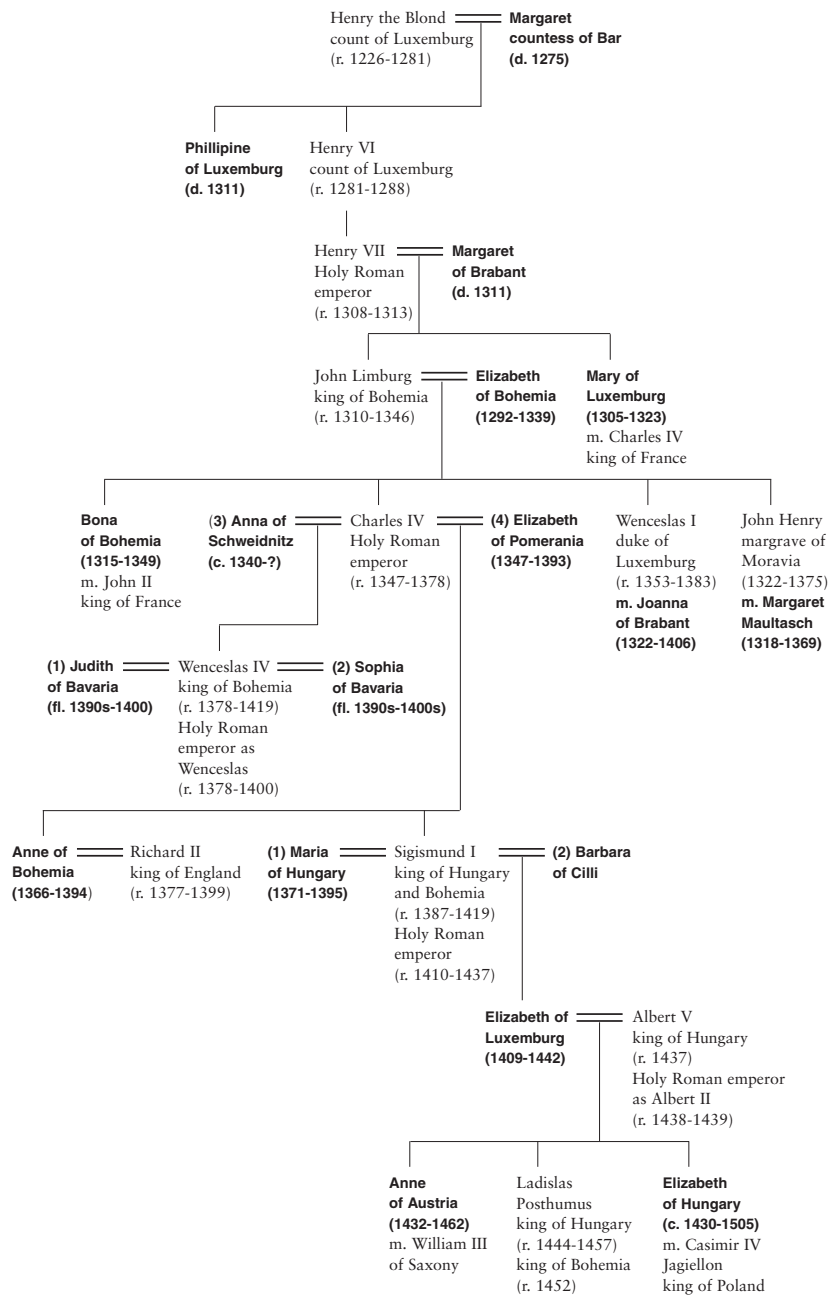 Henry the Blond
count of Luxemburg
(r. 1226-1281)
Margaret
countess of Bar
(d. 1275)
Phillipine
of Luxemburg
(d. 1311)
Henry VI
count of Luxemburg
(r. 1281-1288)
Henry VII
Holy Roman
emperor
(r. 1308-1313)
Margaret
of Brabant
(d. 1311)
John Limburg
king of Bohemia
(r. 1310-1346)
Elizabeth
of Bohemia
(1292-1339)
Mary of
Luxemburg
(1305-1323)
m. Charles IV
king of France
Bona
of Bohemia
(1315-1349)
m. John II
king of France
(3) Anna of
Schweidnitz
(c. 1340-?)
Charles IV
Holy Roman
emperor
(r. 1347-1378)
(4) Elizabeth
of Pomerania
(1347-1393)
Wenceslas I
duke of
Luxemburg
(r. 1353-1383)
m. Joanna
of Brabant
(1322-1406)
John Henry
margrave of
Moravia
(1322-1375)
m. Margaret
Maultasch
(1318-1369)
(1) Judith
of Bavaria
(fl. 1390s-1400)
Wenceslas IV
king of Bohemia
(r. 1378-1419)
Holy Roman
emperor as
Wenceslas
(r. 1378-1400)
(2) Sophia
of Bavaria
(fl. 1390s-1400s)
Anne of
Bohemia
(1366-1394)
Richard II
king of England
(r. 1377-1399)
(1) Maria
of Hungary
(1371-1395)
Sigismund I
king of Hungary
and Bohemia
(r. 1387-1419)
Holy Roman
emperor
(r. 1410-1437)
(2) Barbara
of Cilli
Elizabeth of
Luxemburg
(1409-1442)
Albert V
king of Hungary
(r. 1437)
Holy Roman emperor
as Albert II
(r. 1438-1439)
Anne
of Austria
(1432-1462)
m. William III
of Saxony
Ladislas
Posthumus
king of Hungary
(r. 1444-1457)
king of Bohemia
(r. 1452)
Elizabeth
of Hungary
(c. 1430-1505)
m. Casimir IV
Jagiellon
king of Poland